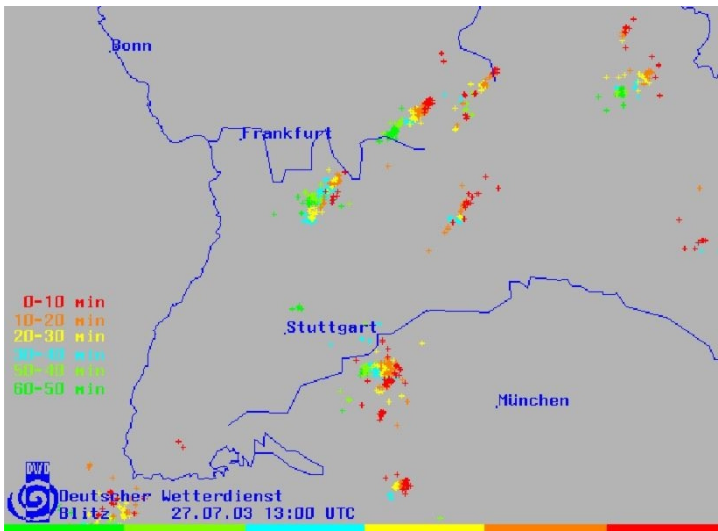 Bonn
Frankfurt
0-10 min
10-20 min
20-30 min
30-40 min
50-40 min
60-50 min
Stuttgart
München
DWD
Deutscher Wetterdienst
Blitz 27.07.03 13:00 UTC